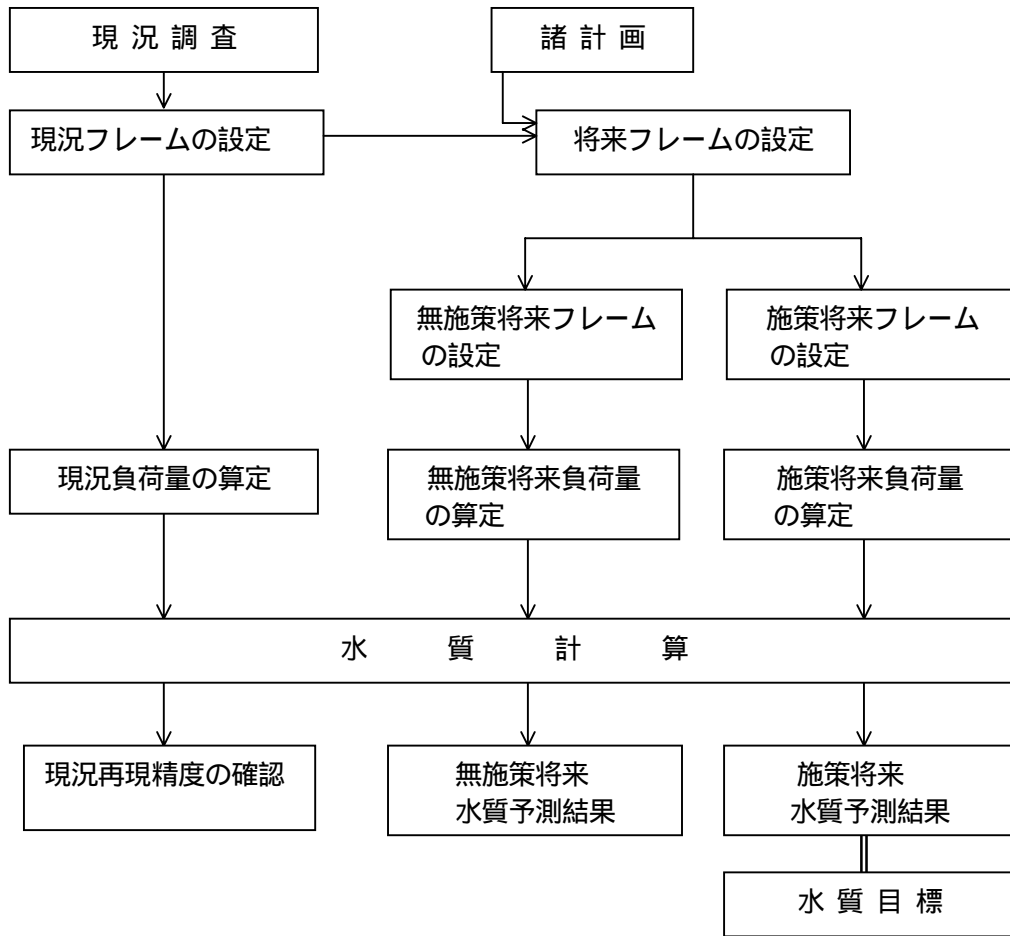 現況調査
諸計画
現況フレームの設定
将来フレームの設定
無施策将来フレーム
の設定
施策将来フレーム
の設定
現況負荷量の算定
無施策将来負荷量
の算定
施策将来負荷量
の算定
水質計算
現況再現精度の確認
無施策将来
水質予測結果
施策将来
水質予測結果
水質目標